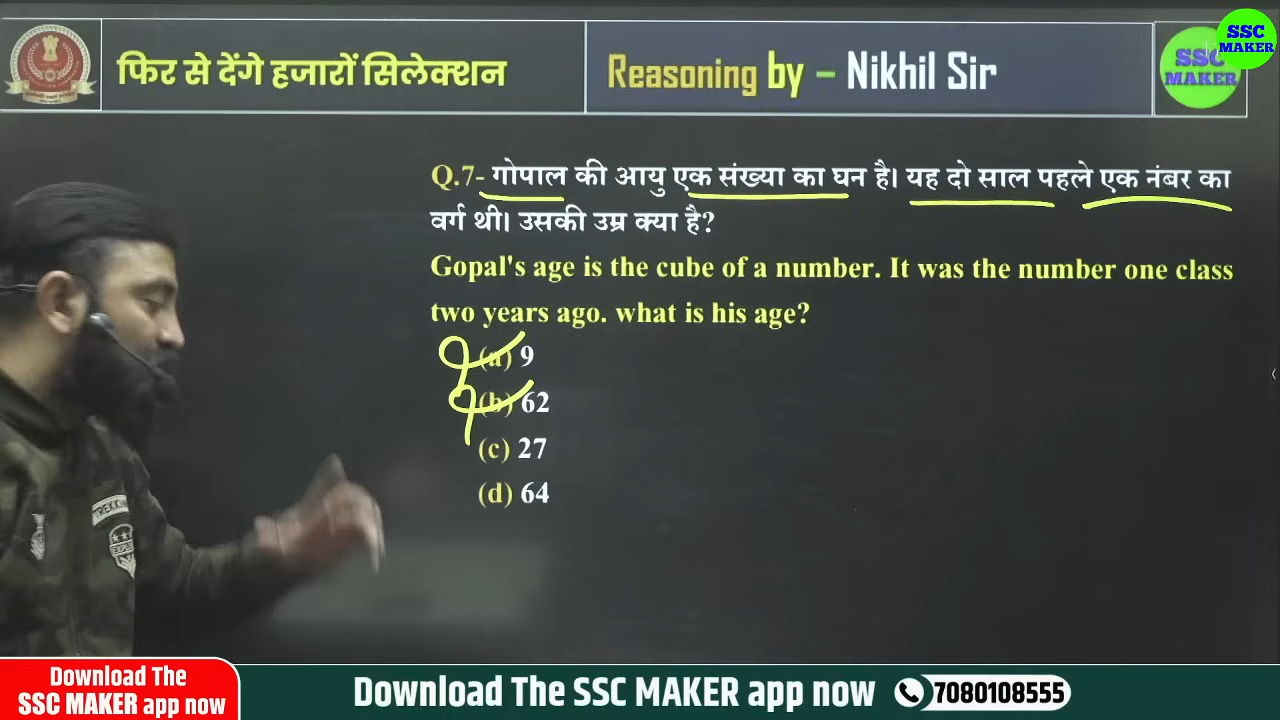 फिर से देंगे हजारों सिलेक्शन
Reasoning by – Nikhil Sir
SSC MAKER
SSC MAKER
Q.7- गोपाल की आयु एक संख्या का घन है। यह दो साल पहले एक नंबर का
वर्ग थी। उसकी उम्र क्या है?
Gopal's age is the cube of a number. It was the number one class
two years ago. what is his age?
(a) 9
(b) 62
(c) 27
(d) 64
TREKKIN
Download The
SSC MAKER app now
Download The SSC MAKER app now
7080108555